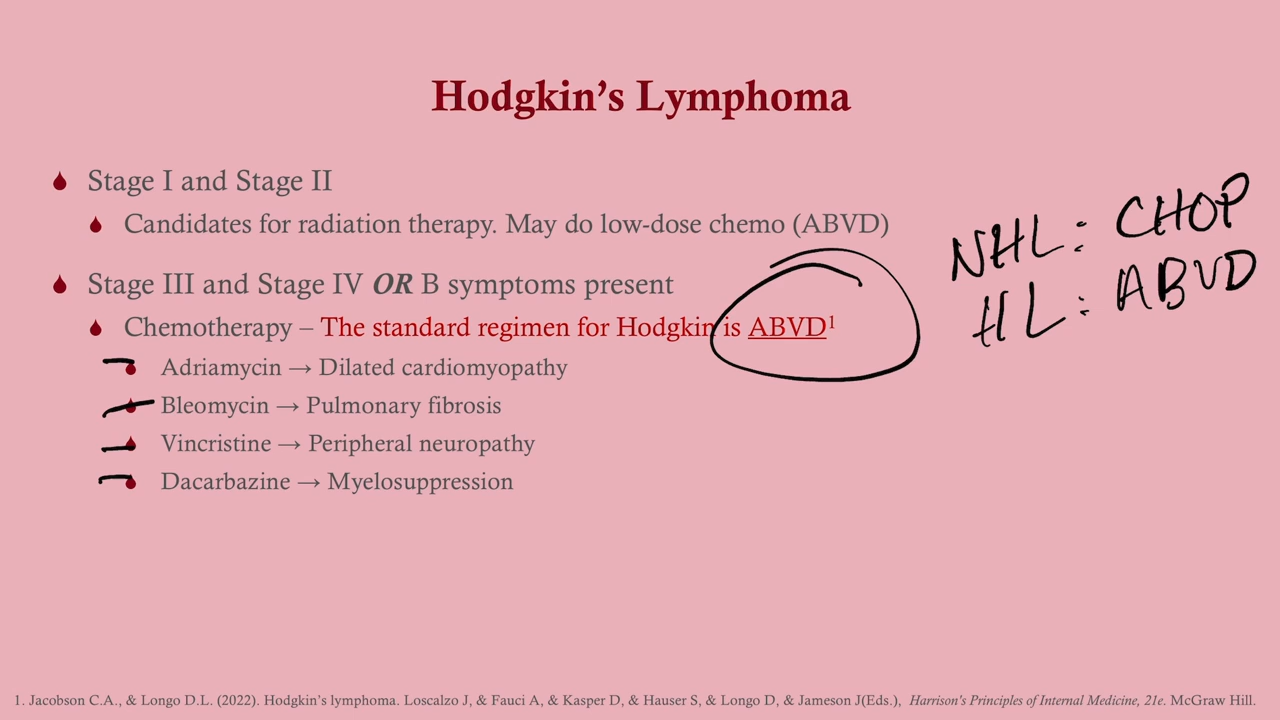 Hodgkin’s Lymphoma
Stage I and Stage II
Candidates for radiation therapy. May do low-dose chemo (ABVD)
Stage III and Stage IV OR B symptoms present
Chemotherapy – The standard regimen for Hodgkin is ABVD1
Adriamycin → Dilated cardiomyopathy
Bleomycin → Pulmonary fibrosis
Vincristine → Peripheral neuropathy
Dacarbazine → Myelosuppression
NHL: CHOP
HL: ABVD
1. Jacobson C.A., & Longo D.L. (2022). Hodgkin’s lymphoma. Loscalzo J, & Fauci A, & Kasper D, & Hauser S, & Longo D, & Jameson J(Eds.), Harrison’s Principles of Internal Medicine, 21e. McGraw Hill.